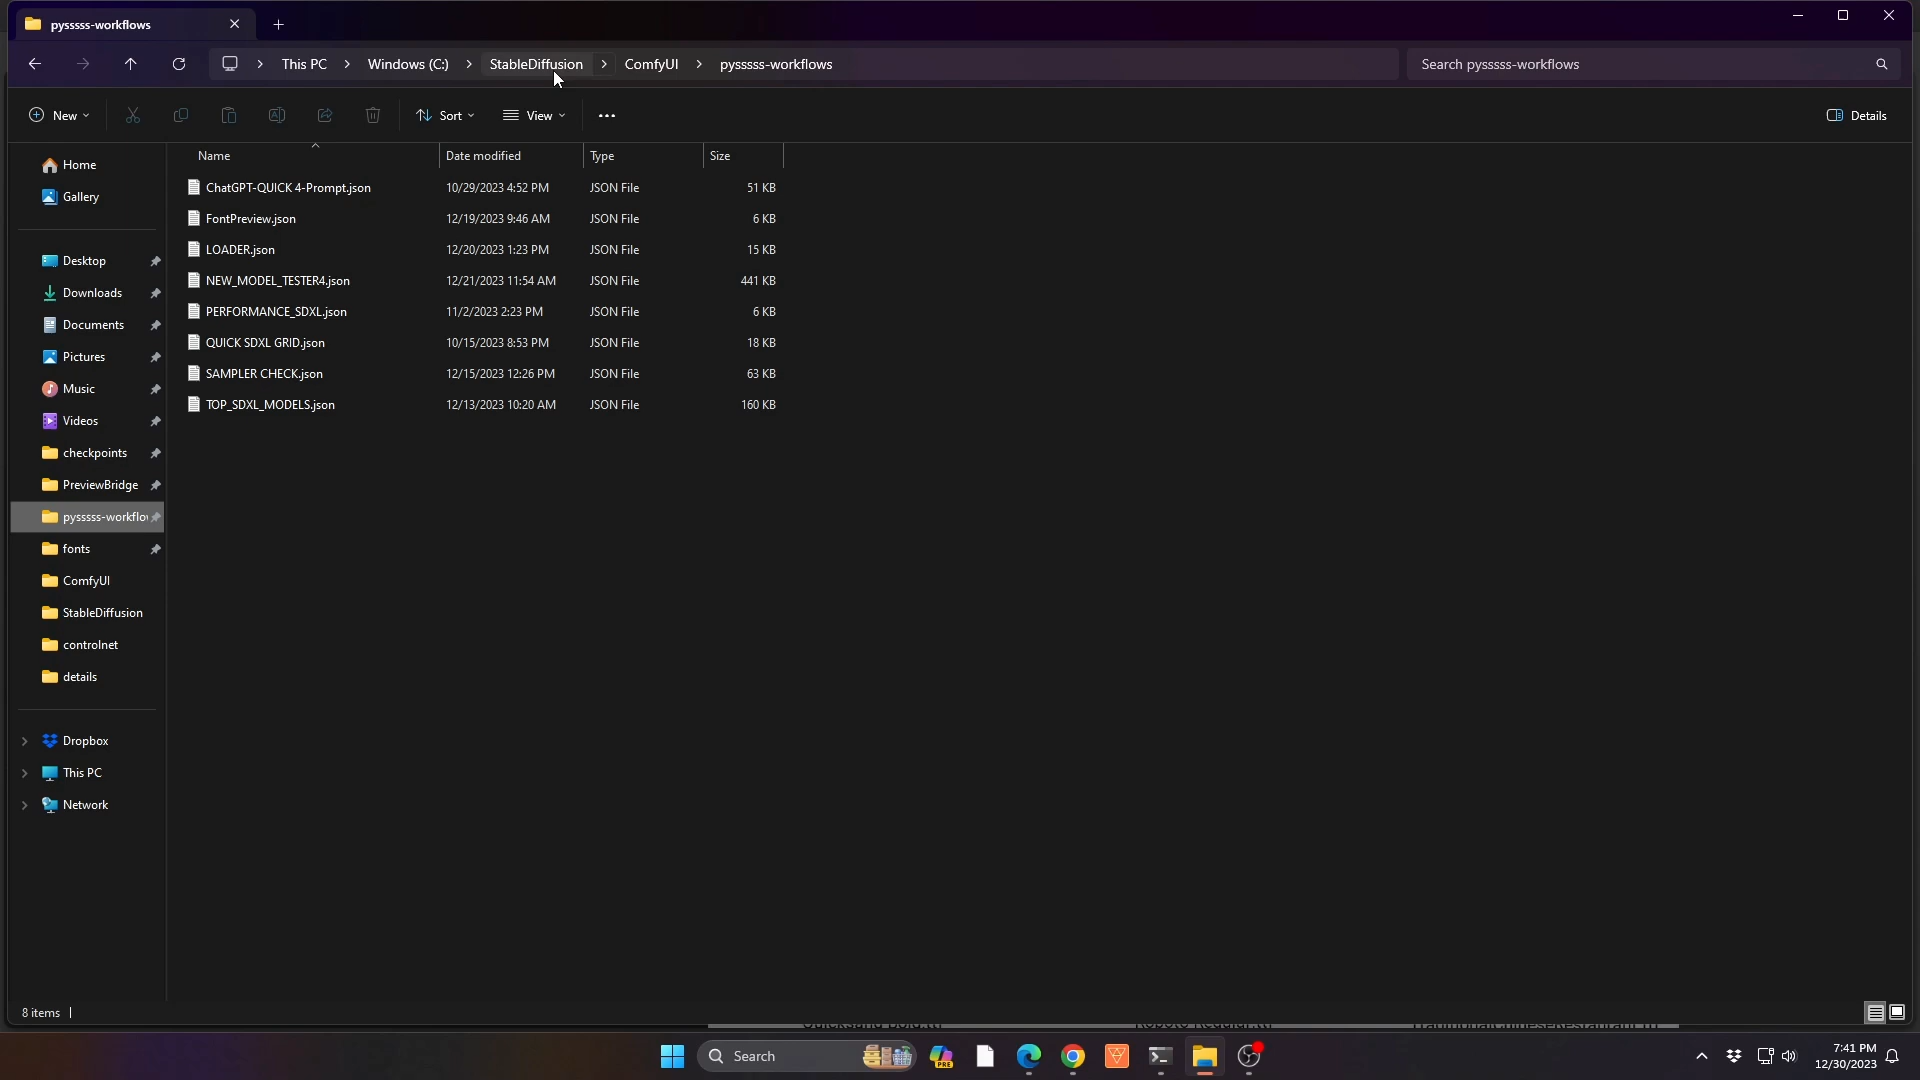 pysssss-workflows
This PC
Windows (C:)
StableDiffusion
ComfyUI
pysssss-workflows
Search pysssss-workflows
New
Sort
View
Details
Name
Date modified
Type
Size
ChatGPT-QUICK 4-Prompt.json 10/29/2023 4:52 PM JSON File 51 KB
FontPreview.json 12/19/2023 9:46 AM JSON File 6 KB
LOADER.json 12/20/2023 1:23 PM JSON File 15 KB
NEW_MODEL_TESTER4.json 12/21/2023 11:54 AM JSON File 441 KB
PERFORMANCE_SDXL.json 11/2/2023 2:23 PM JSON File 6 KB
QUICK SDXL GRID.json 10/15/2023 8:53 PM JSON File 18 KB
SAMPLER CHECK.json 12/15/2023 12:26 PM JSON File 63 KB
TOP_SDXL_MODELS.json 12/13/2023 10:20 AM JSON File 160 KB
Home
Gallery
Desktop
Downloads
Documents
Pictures
Music
Videos
checkpoints
PreviewBridge
pysssss-workflo
fonts
ComfyUI
StableDiffusion
controlnet
details
Dropbox
This PC
Network
8 items
Search
PRE
7:41 PM
12/30/2023